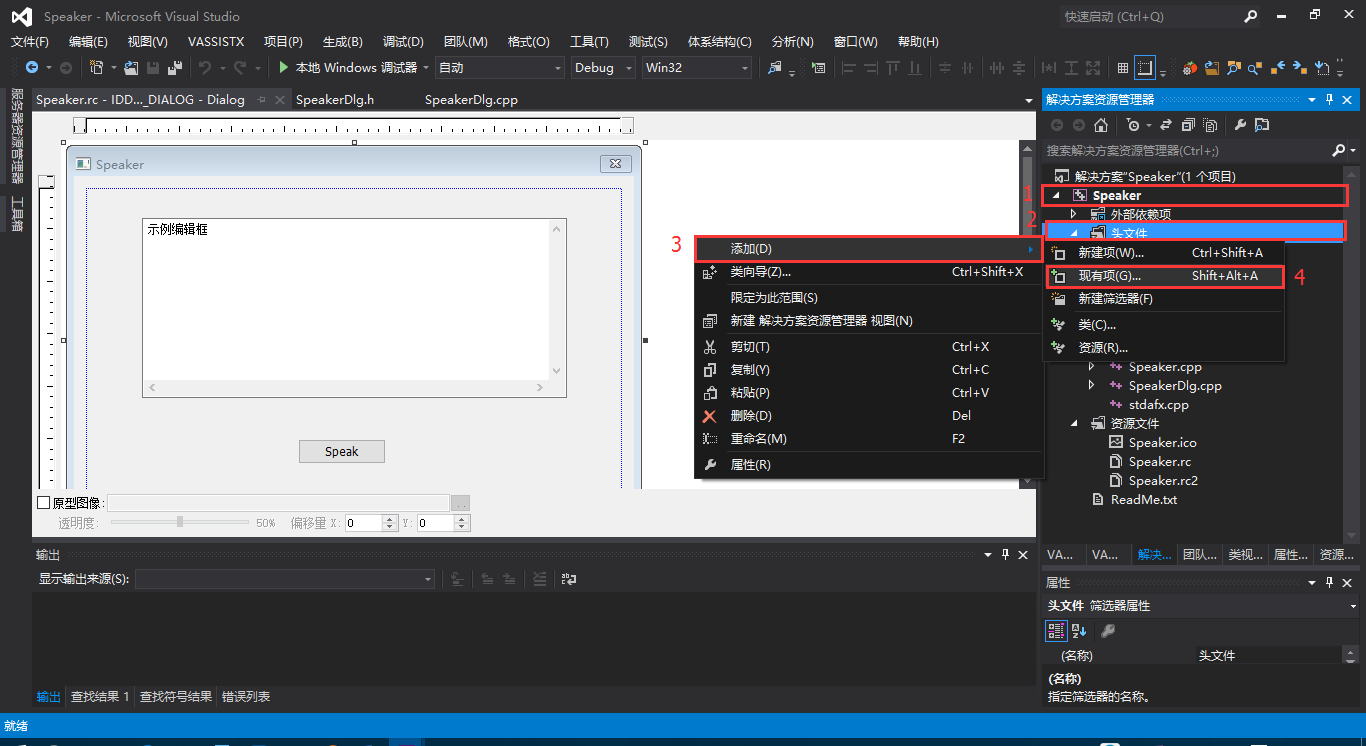 Speaker - Microsoft Visual Studio
快速启动 (Ctrl+Q)
文件(F) 编辑(E) 视图(V) VASSISTX 项目(P) 生成(B) 调试(D) 团队(M) 格式(O) 工具(T) 测试(S) 体系结构(C) 分析(N) 窗口(W) 帮助(H)
本地 Windows 调试器 自动 Debug Win32
服务器资源管理器
工具箱
Speaker.rc - IDD..._DIALOG - Dialog SpeakerDlg.h SpeakerDlg.cpp
Speaker
示例编辑框
Speak
原型图像:
透明度: 50% 偏移量 X: 0 Y: 0
3
添加(D)
类向导(Z)... Ctrl+Shift+X
限定为此范围(S)
新建 解决方案资源管理器 视图(N)
剪切(T) Ctrl+X
复制(Y) Ctrl+C
粘贴(P) Ctrl+V
删除(D) Del
重命名(M) F2
属性(R)
解决方案资源管理器
搜索解决方案资源管理器(Ctrl+;)
解决方案"Speaker"(1 个项目)
1
Speaker
外部依赖项
2
头文件
新建项(W)... Ctrl+Shift+A
现有项(G)... Shift+Alt+A
4
新建筛选器(F)
类(C)...
资源(R)...
Speaker.cpp
SpeakerDlg.cpp
stdafx.cpp
资源文件
Speaker.ico
Speaker.rc
Speaker.rc2
ReadMe.txt
VA... VA... 解决... 团队... 类视... 属性... 资源...
属性
头文件 筛选器属性
(名称) 头文件
(名称)
指定筛选器的名称。
输出
显示输出来源(S):
输出 查找结果 1 查找符号结果 错误列表
就绪